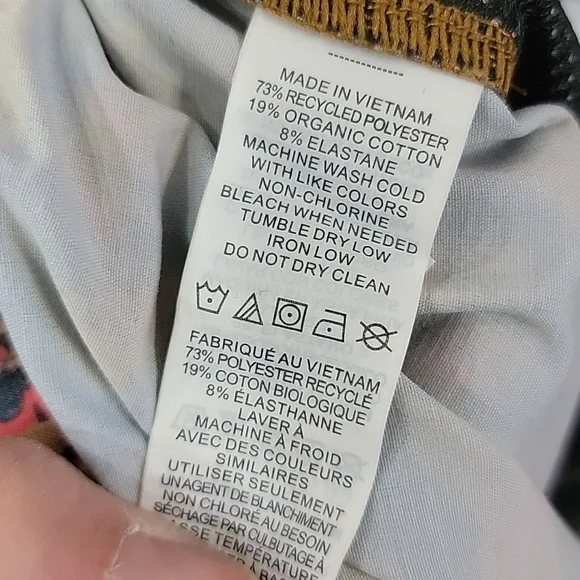 MADE IN VIETNAM
73% RECYCLED POLYESTER
19% ORGANIC COTTON
8% ELASTANE
MACHINE WASH COLD
WITH LIKE COLORS
NON-CHLORINE
BLEACH WHEN NEEDED
TUMBLE DRY LOW
IRON LOW
DO NOT DRY CLEAN
FABRIQUÉ AU VIETNAM
73% POLYESTER RECYCLÉ
19% COTON BIOLOGIQUE
8% ÉLASTHANNE
LAVER À
MACHINE À FROID
AVEC DES COULEURS
SIMILAIRES
UTILISER SEULEMENT
UN AGENT DE BLANCHIMENT
NON CHLORÉ AU BESOIN
SÉCHAGE PAR CULBUTAGE À
TEMPÉRATURE